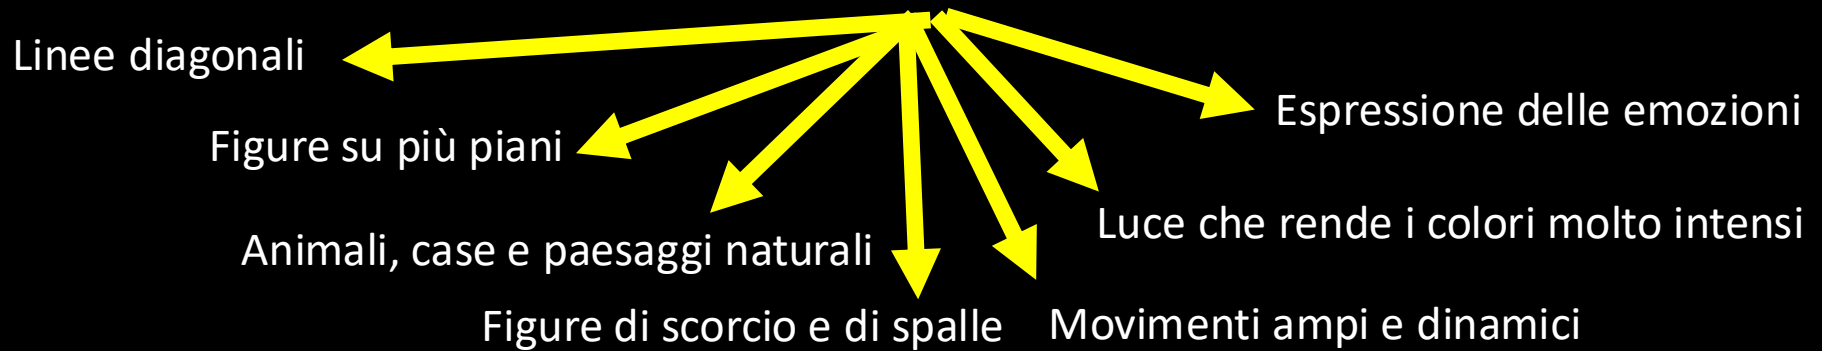 Linee diagonali
Espressione delle emozioni
Figure su più piani
Luce che rende i colori molto intensi
Animali, case e paesaggi naturali
Figure di scorcio e di spalle
Movimenti ampi e dinamici